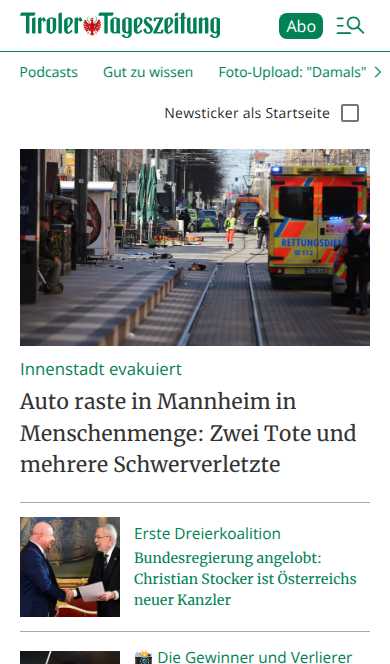 Tiroler Tageszeitung
Abo
Podcasts Gut zu wissen Foto-Upload: "Damals"
Newsticker als Startseite
RETTUNGSDIENST
112
Innenstadt evakuiert
Auto raste in Mannheim in
Menschenmenge: Zwei Tote und
mehrere Schwerverletzte
Erste Dreierkoalition
Bundesregierung angelobt:
Christian Stocker ist Österreichs
neuer Kanzler
📸 Die Gewinner und Verlierer